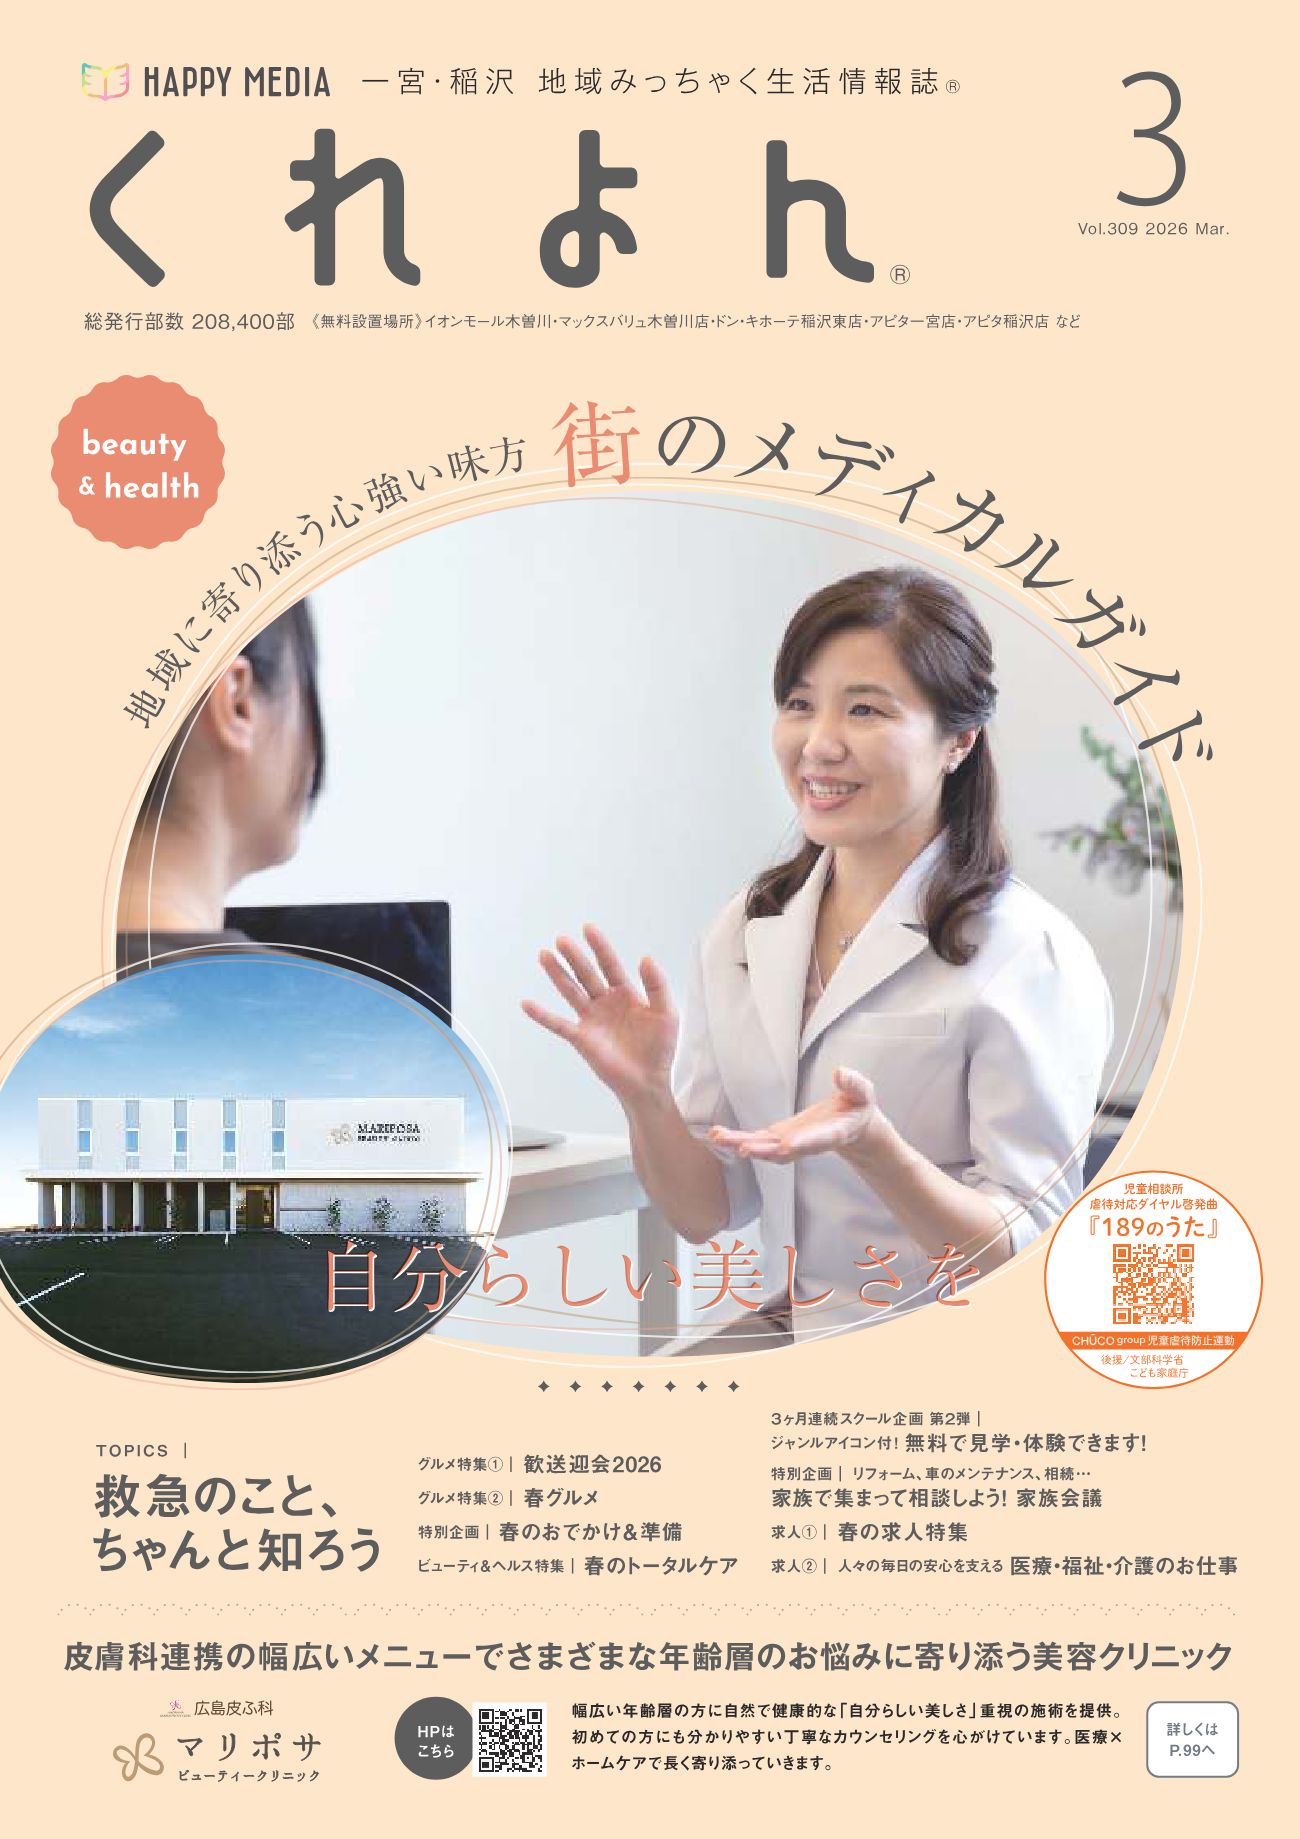 HAPPY MEDIA 一宮・稲沢 地域みっちゃく生活情報誌®
くれよん®
3
Vol.309 2026 Mar.
総発行部数 208,400部 《無料設置場所》イオンモール木曽川・マックスバリュ木曽川店・ドン・キホーテ稲沢東店・アピタ一宮店・アピタ稲沢店 など
beauty
& health
地域に寄り添う心強い味方 街のメディカルガイド
MARIPOSA
BEAUTY CLINIC
自分らしい美しさを
児童相談所
虐待対応ダイヤル啓発曲
『189のうた』
CHŪCO group 児童虐待防止運動
後援/文部科学省
こども家庭庁
TOPICS |
救急のこと、
ちゃんと知ろう
グルメ特集① | 歓送迎会2026
グルメ特集② | 春グルメ
特別企画 | 春のおでかけ&準備
ビューティ&ヘルス特集 | 春のトータルケア
3ヶ月連続スクール企画 第2弾 |
ジャンルアイコン付! 無料で見学・体験できます!
特別企画 | リフォーム、車のメンテナンス、相続…
家族で集まって相談しよう! 家族会議
求人① | 春の求人特集
求人② | 人々の毎日の安心を支える 医療・福祉・介護のお仕事
皮膚科連携の幅広いメニューでさまざまな年齢層のお悩みに寄り添う美容クリニック
広島皮ふ科
マリポサ
ビューティークリニック
HPは
こちら
幅広い年齢層の方に自然で健康的な「自分らしい美しさ」重視の施術を提供。
初めての方にも分かりやすい丁寧なカウンセリングを心がけています。医療×
ホームケアで長く寄り添っていきます。
詳しくは
P.99へ